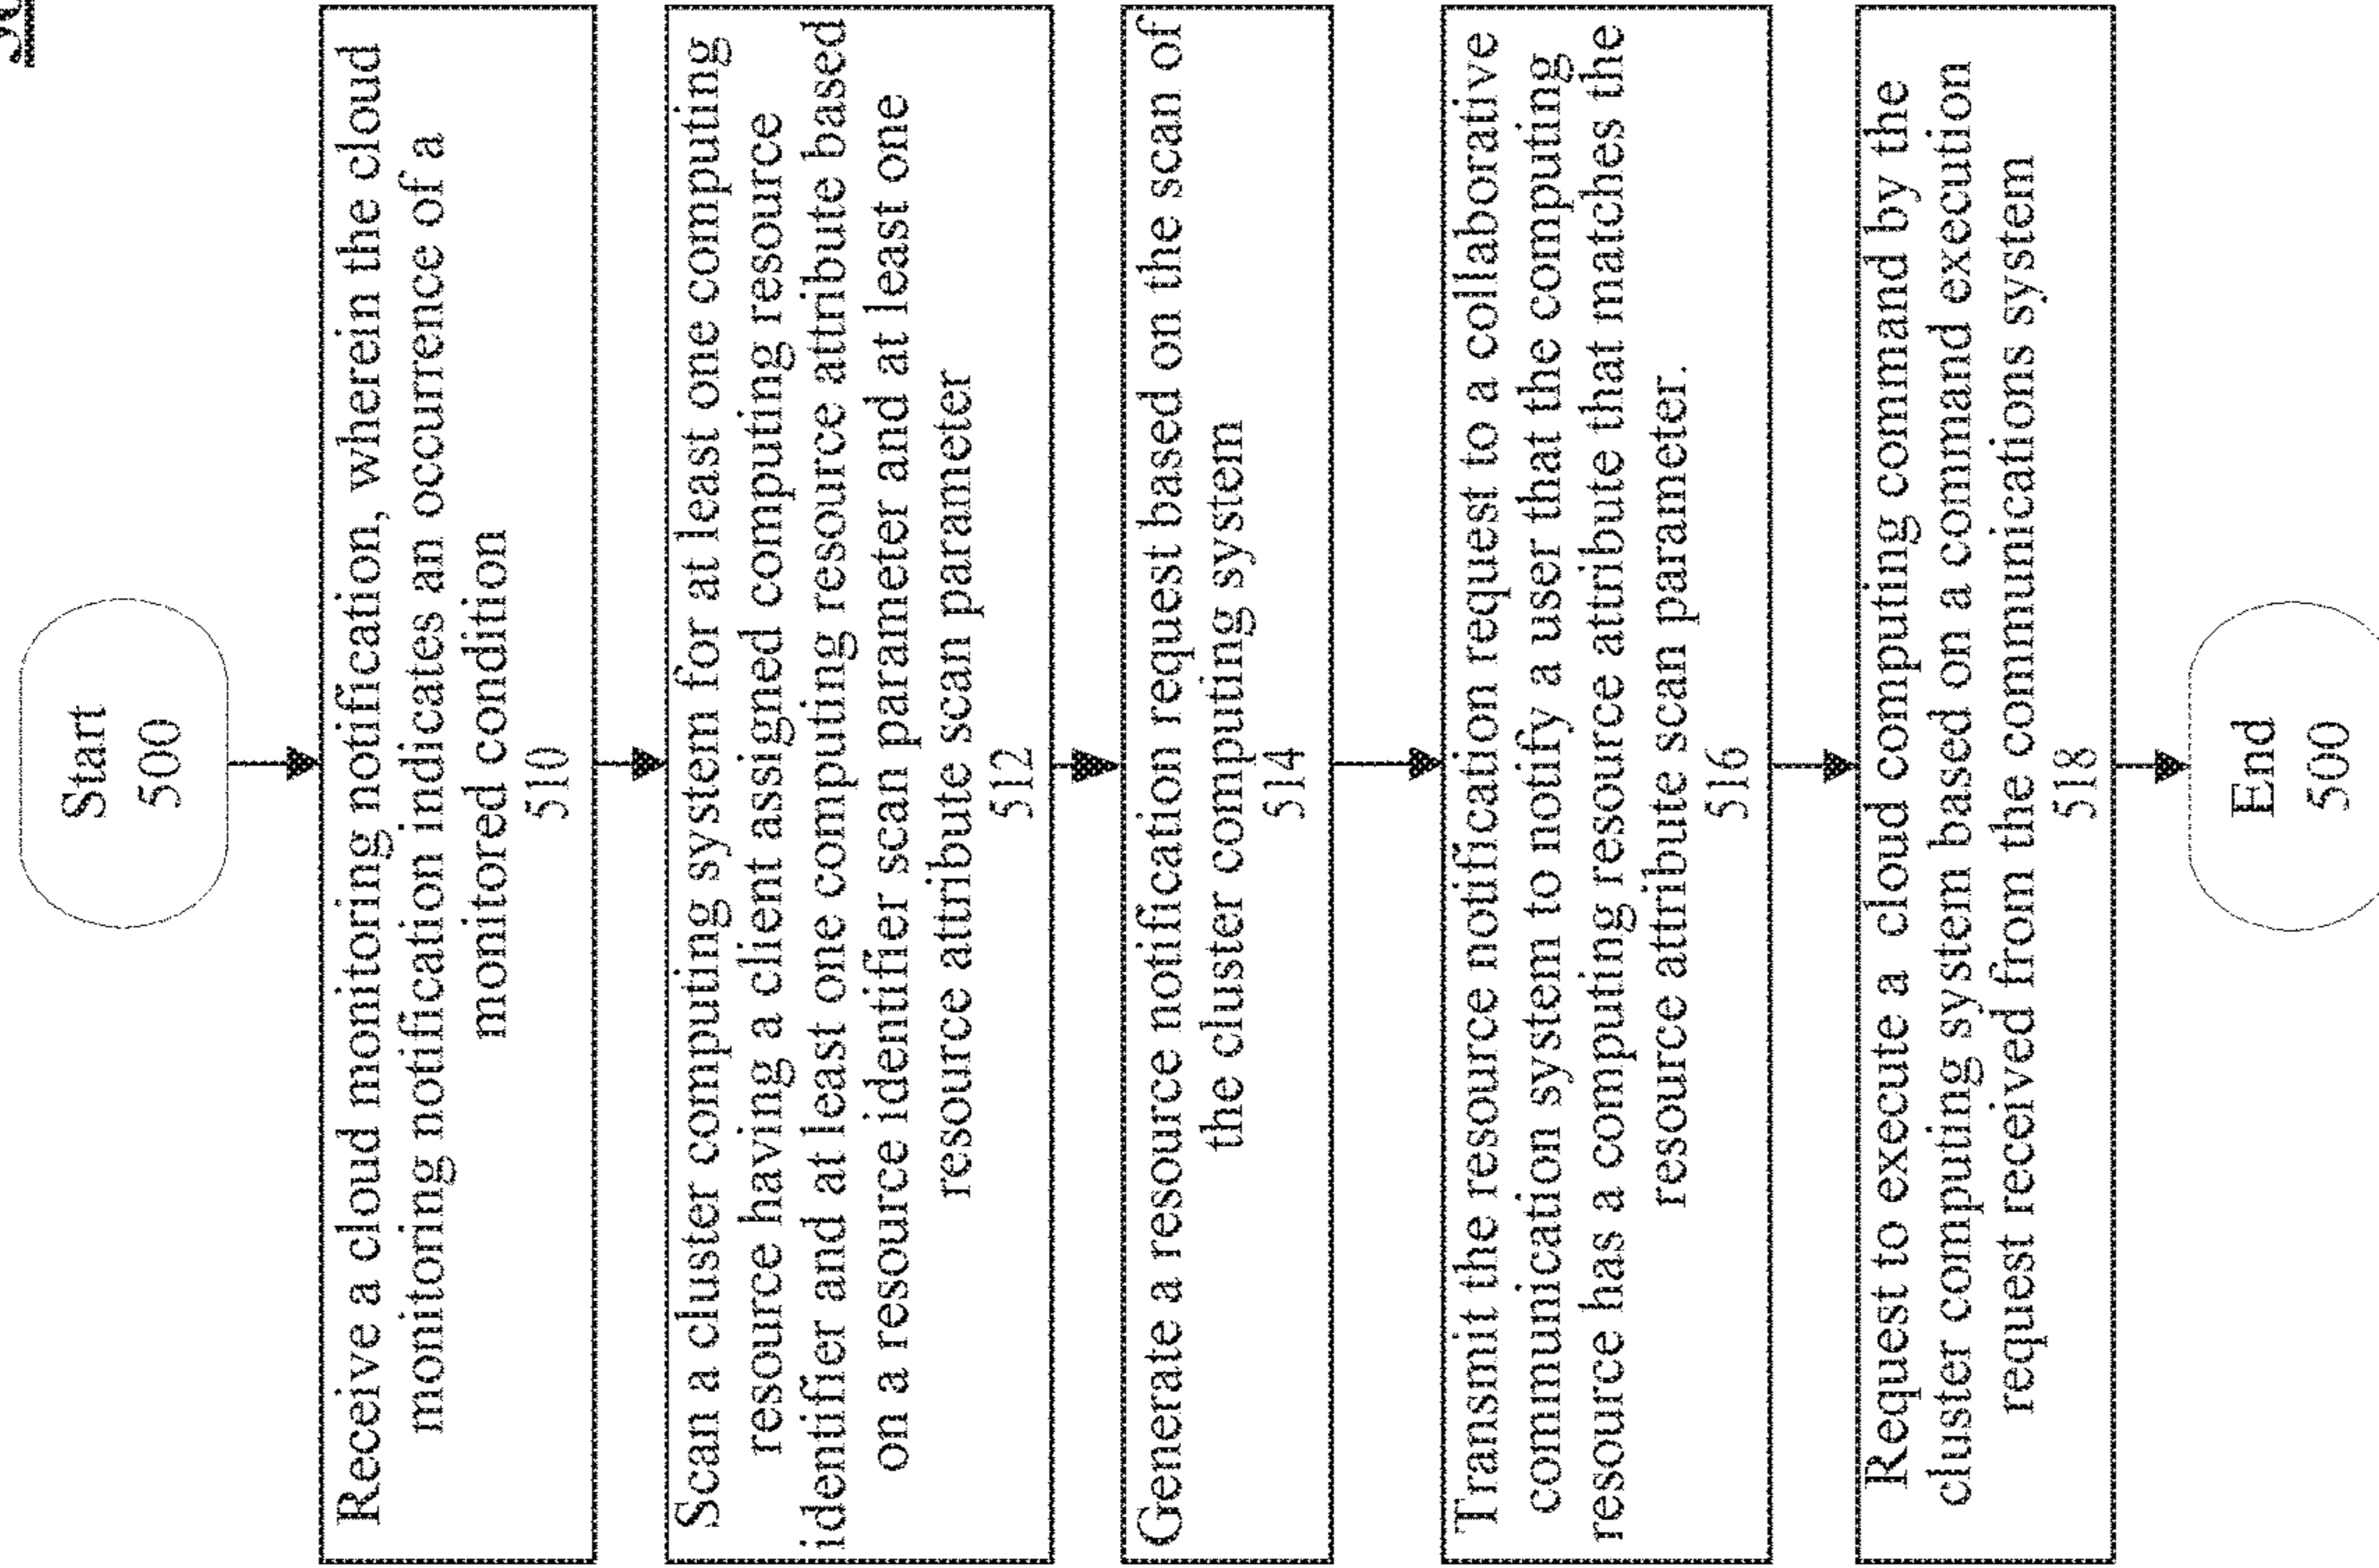 Start
500
Receive a cloud monitoring notification, wherein the cloud
monitoring notification indicates an occurrence of a
monitored condition
510
Scan a cluster computing system for at least one computing
resource having a client assigned computing resource
identifier and at least one computing resource attribute based
on a resource identifier scan parameter and at least one
resource attribute scan parameter
512
Generate a resource notification request based on the scan of
the cluster computing system
514
Transmit the resource notification request to a collaborative
communication system to notify a user that the computing
resource has a computing resource attribute that matches the
resource attribute scan parameter.
516
Request to execute a cloud computing command by the
cluster computing system based on a command execution
request received from the communications system
518
End
500